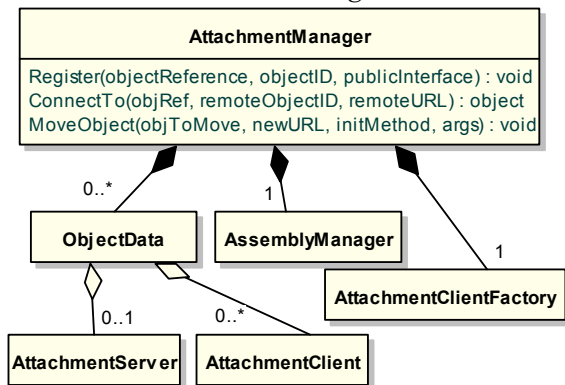 AttachmentManager
Register(objectReference, objectID, publicInterface) : void
ConnectTo(objRef, remoteObjectID, remoteURL) : object
MoveObject(objToMove, newURL, initMethod, args) : void
0..*
1
1
ObjectData
AssemblyManager
AttachmentClientFactory
0..1
0..*
AttachmentServer
AttachmentClient